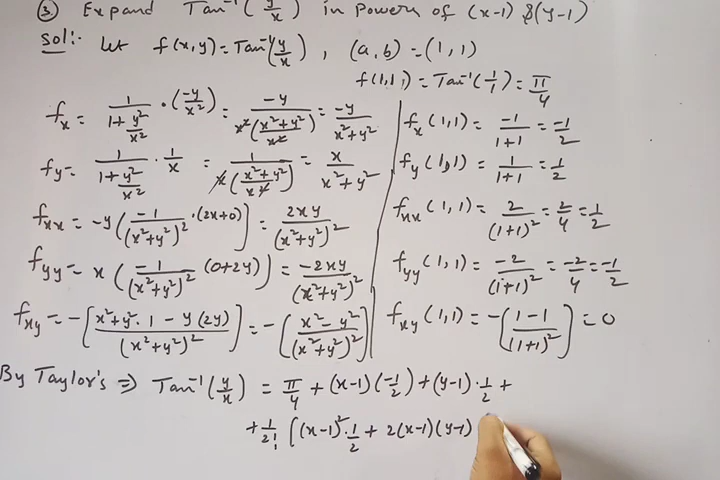 ③ Expand Tan⁻¹(y/x) in powers of (x-1) & (y-1)
Sol:- Let f(x,y) = Tan⁻¹(y/x), (a,b) = (1,1)
f(1,1) = Tan⁻¹(1/1) = π/4
fx = 1/(1+y²/x²) · (-y/x²) = -y/(x²((x²+y²)/x²)) = -y/(x²+y²)
fx(1,1) = -1/(1+1) = -1/2
fy = 1/(1+y²/x²) · 1/x = 1/(x((x²+y²)/x²)) = x/(x²+y²)
fy(1,1) = 1/(1+1) = 1/2
fxx = -y(-1/(x²+y²)² · (2x+0)) = 2xy/(x²+y²)²
fxx(1,1) = 2/(1+1)² = 2/4 = 1/2
fyy = x(-1/(x²+y²)² (0+2y)) = -2xy/(x²+y²)²
fyy(1,1) = -2/(1+1)² = -2/4 = -1/2
fxy = -[(x²+y²·1 - y(2y))/(x²+y²)²] = -((x²-y²)/(x²+y²)²)
fxy(1,1) = -((1-1)/(1+1)²) = 0
By Taylor's ⇒ Tan⁻¹(y/x) = π/4 + (x-1)(-1/2) + (y-1)·1/2 +
+ 1/2! [(x-1)²·1/2 + 2(x-1)(y-1)